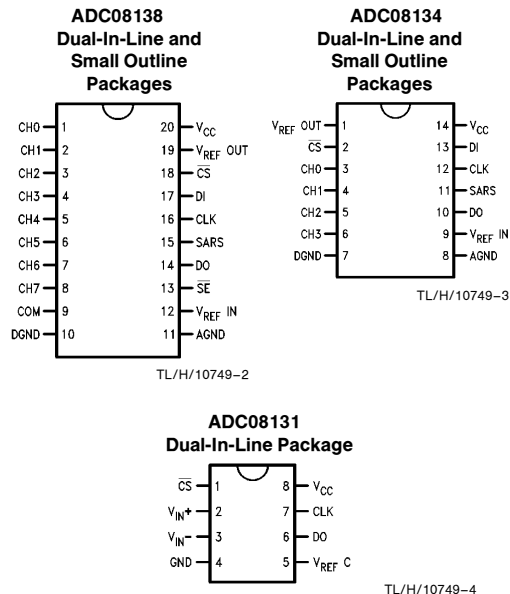 ADC08138
Dual-In-Line and
Small Outline
Packages
CH0 1 20 VCC
CH1 2 19 VREF OUT
CH2 3 18 C̅S̅
CH3 4 17 DI
CH4 5 16 CLK
CH5 6 15 SARS
CH6 7 14 DO
CH7 8 13 S̅E̅
COM 9 12 VREF IN
DGND 10 11 AGND
TL/H/10749–2
ADC08134
Dual-In-Line and
Small Outline
Packages
VREF OUT 1 14 VCC
C̅S̅ 2 13 DI
CH0 3 12 CLK
CH1 4 11 SARS
CH2 5 10 DO
CH3 6 9 VREF IN
DGND 7 8 AGND
TL/H/10749–3
ADC08131
Dual-In-Line Package
C̅S̅ 1 8 VCC
VIN+ 2 7 CLK
VIN− 3 6 DO
GND 4 5 VREF C
TL/H/10749–4